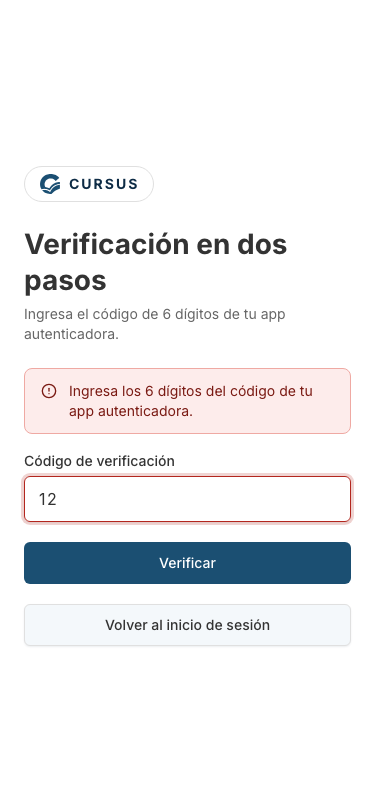 CURSUS
Verificación en dos
pasos
Ingresa el código de 6 dígitos de tu app
autenticadora.
Ingresa los 6 dígitos del código de tu
app autenticadora.
Código de verificación
12
Verificar
Volver al inicio de sesión